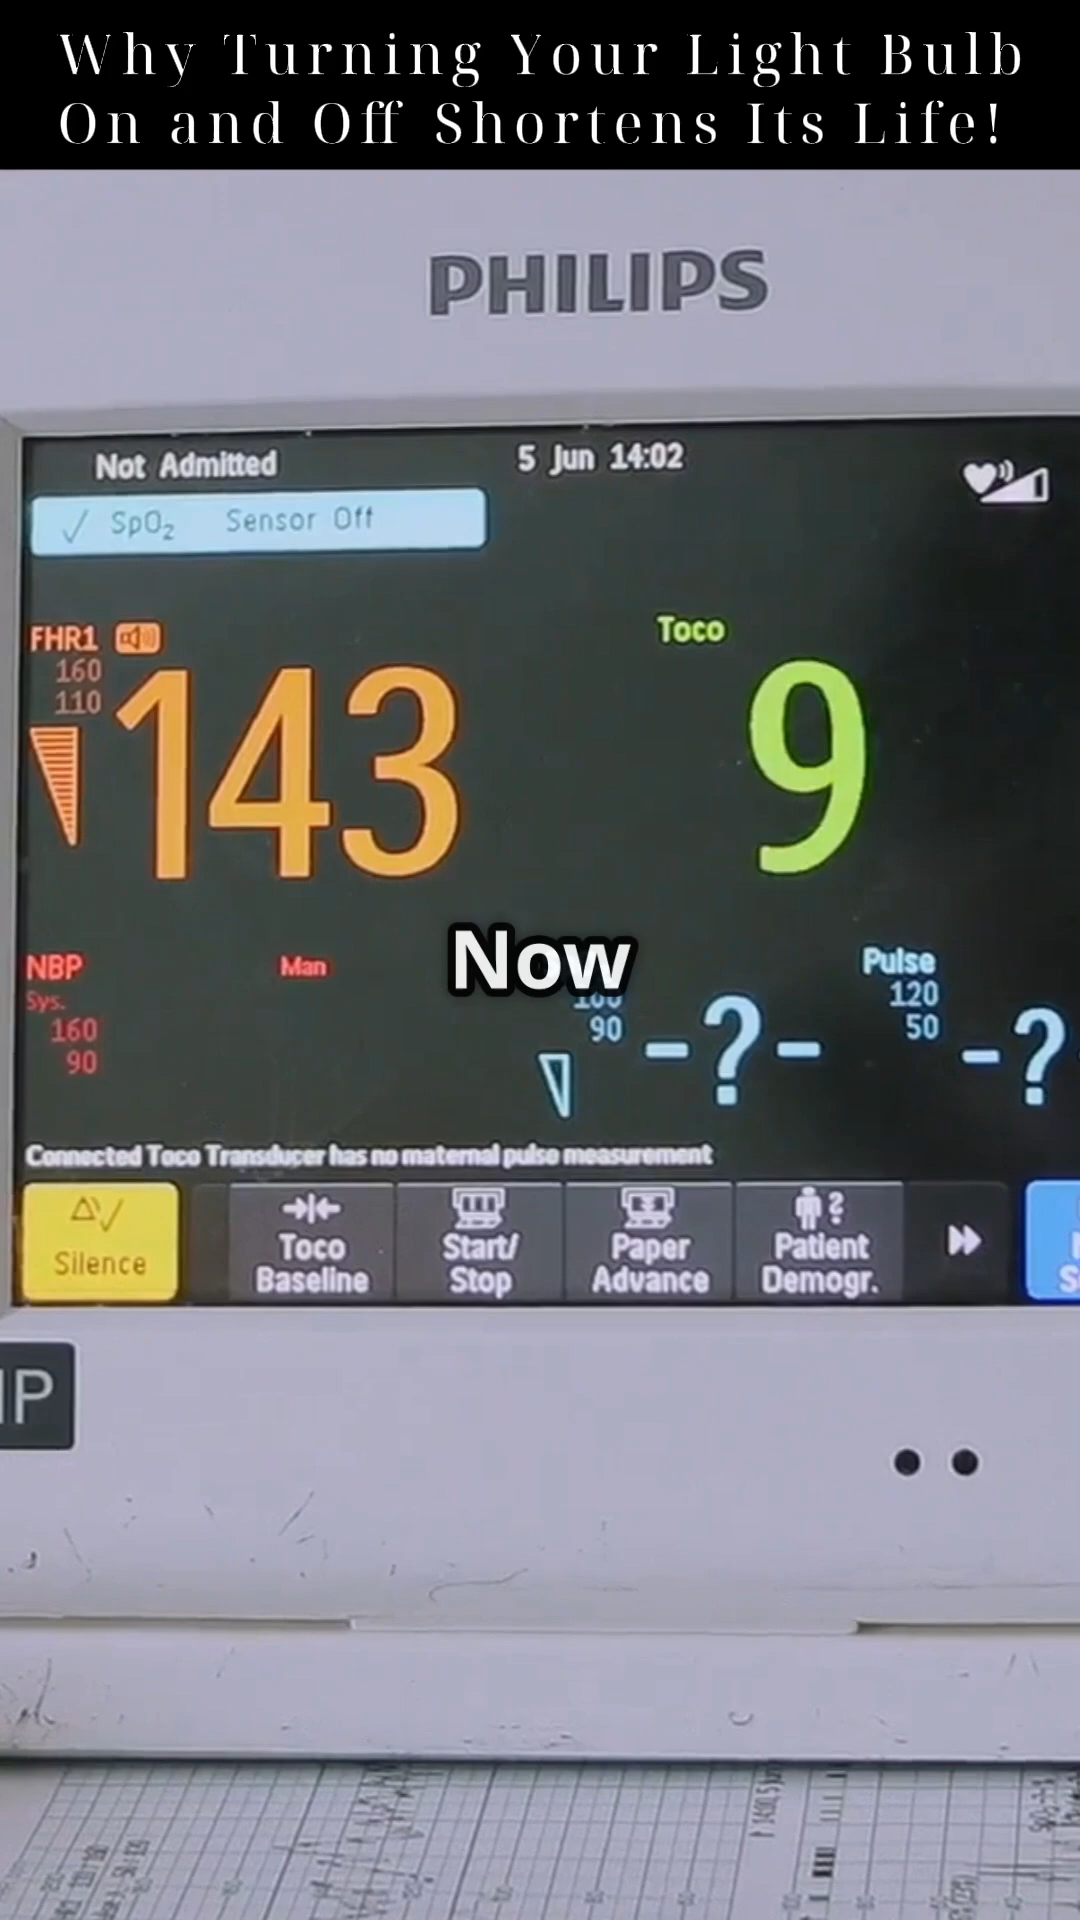 Why Turning Your Light Bulb
On and Off Shortens Its Life!
PHILIPS
Not Admitted
5 Jun 14:02
✓ SpO₂ Sensor Off
FHR1
160
110
143
Toco
9
NBP
Sys.
160
90
Man
Now
90
-?-
Pulse
120
50
-?
Connected Toco Transducer has no maternal pulse measurement
Silence
Toco
Baseline
Start/
Stop
Paper
Advance
Patient
Demogr.
IP